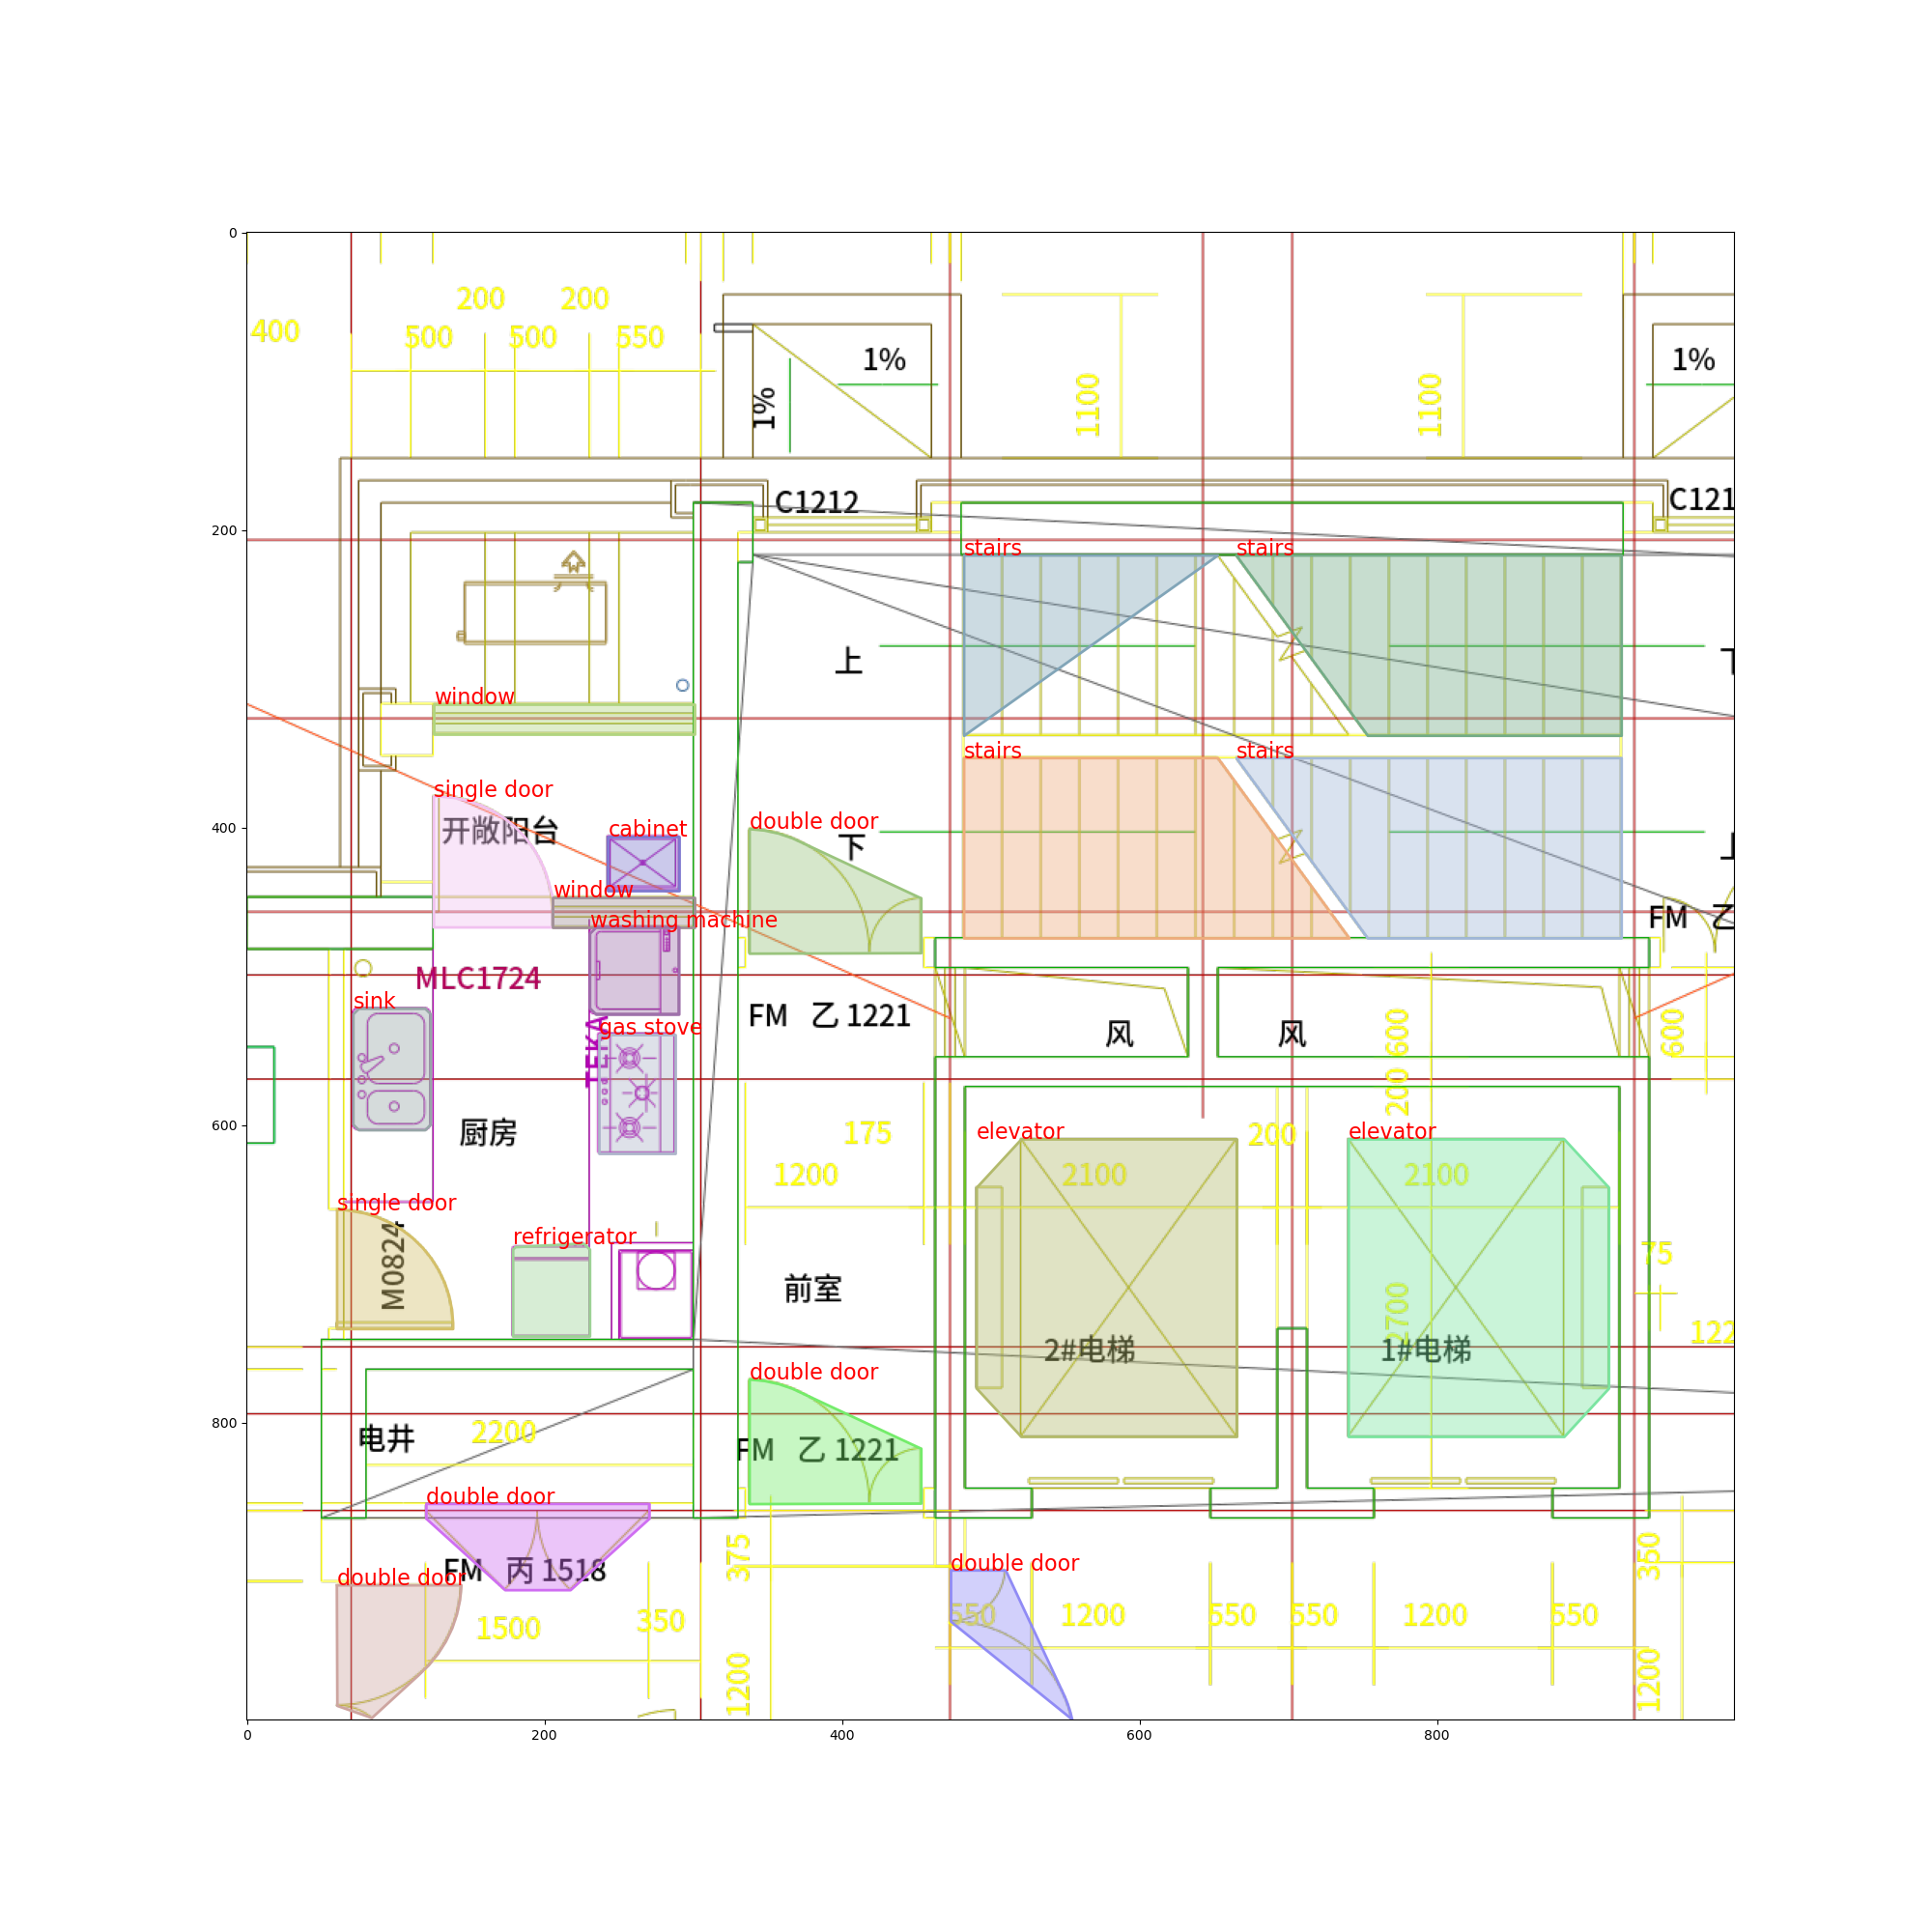 0
200
400
600
800
0
200
400
600
800
400
200
200
500
500
550
1%
1%
1%
1100
1100
C1212
C121
stairs
stairs
上
window
stairs
stairs
single door
开敞阳台
cabinet
double door
下
window
washing machine
FM 乙
MLC1724
sink
gas stove
FM 乙 1221
风
风
600
200
600
厨房
175
200
elevator
elevator
1200
2100
2100
single door
M0824
refrigerator
前室
75
2700
122
2#电梯
1#电梯
double door
电井
2200
FM 乙 1221
double door
FM 丙 1518
375
350
double door
double door
1500
350
550
1200
550
550
1200
550
1200
1200